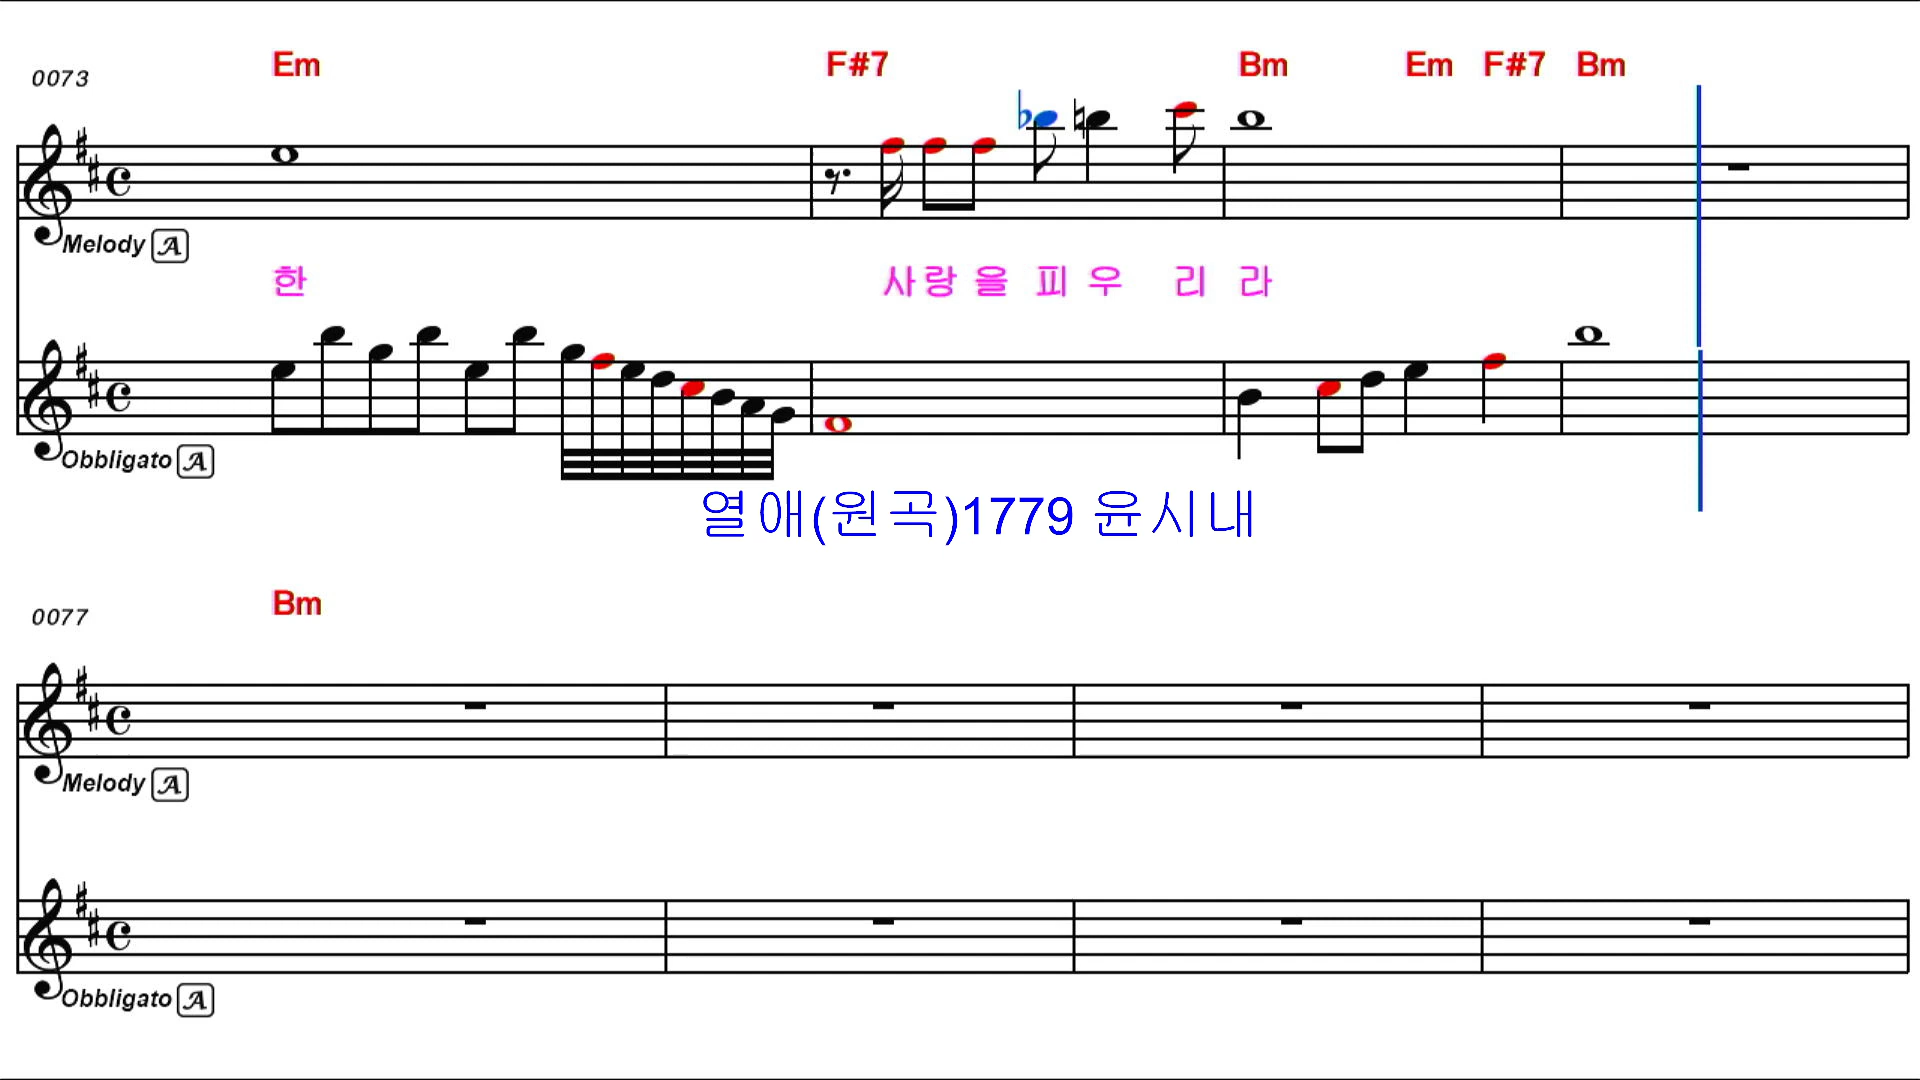 0073 Em F#7 Bm Em F#7 Bm
Melody A
한 사랑을피우 리 라
Obbligato A
열애(원곡)1779 윤시내
0077 Bm
Melody A
Obbligato A